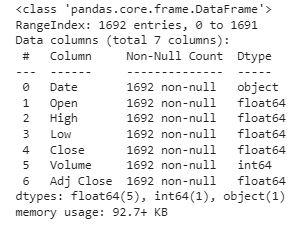 <class 'pandas.core.frame.DataFrame'>
RangeIndex: 1692 entries, 0 to 1691
Data columns (total 7 columns):
 #   Column     Non-Null Count  Dtype
---  ------     --------------  -----
 0   Date       1692 non-null   object
 1   Open       1692 non-null   float64
 2   High       1692 non-null   float64
 3   Low        1692 non-null   float64
 4   Close      1692 non-null   float64
 5   Volume     1692 non-null   int64
 6   Adj Close  1692 non-null   float64
dtypes: float64(5), int64(1), object(1)
memory usage: 92.7+ KB